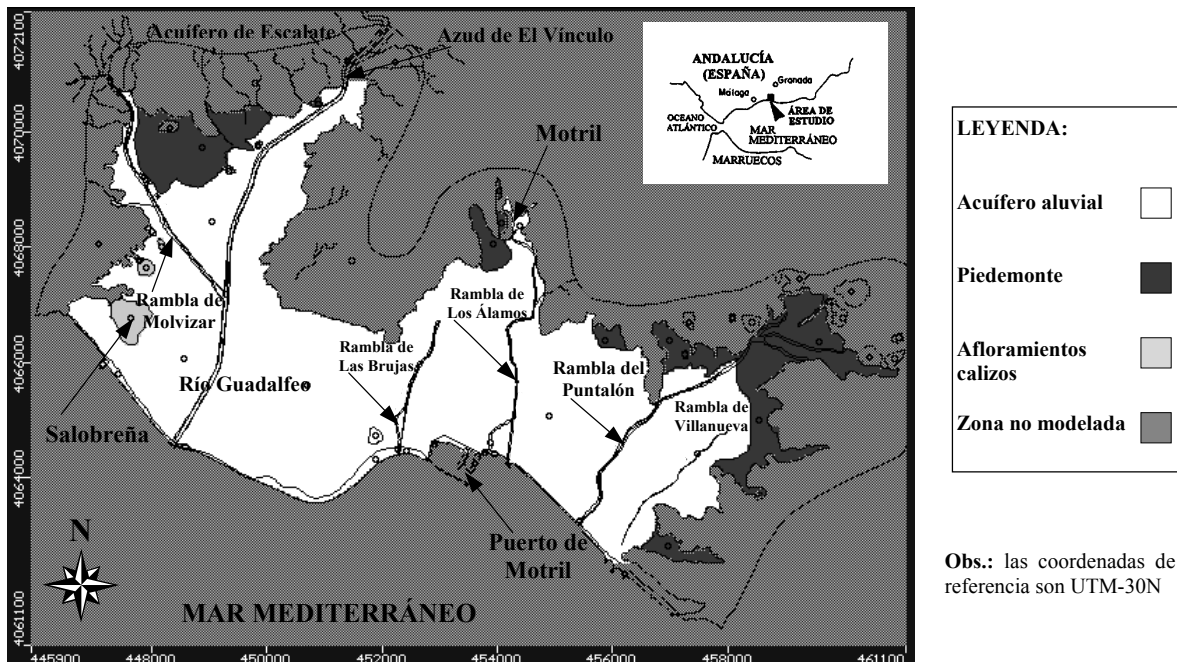 4072100
4070000
4068000
4066000
4064000
4061100
445900
448000
450000
452000
454000
456000
458000
461100
Acuífero de Escalate
Azud de El Vínculo
Motril
Rambla de
Molvizar
Rambla de
Los Álamos
Rambla de
Las Brujas
Río Guadalfeo
Rambla del
Puntalón
Rambla de
Villanueva
Salobreña
Puerto de
Motril
N
MAR MEDITERRÁNEO
ANDALUCÍA
(ESPAÑA)
Granada
Málaga
ÁREA DE
ESTUDIO
OCEANO
ATLÁNTICO
MAR
MEDITERRÁNEO
MARRUECOS
LEYENDA:
Acuífero aluvial
Piedemonte
Afloramientos
calizos
Zona no modelada
Obs.: las coordenadas de
referencia son UTM-30N